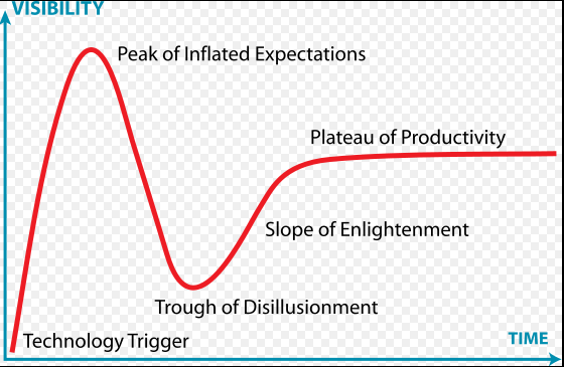 VISIBILITY
Peak of Inflated Expectations
Plateau of Productivity
Slope of Enlightenment
Trough of Disillusionment
Technology Trigger
TIME